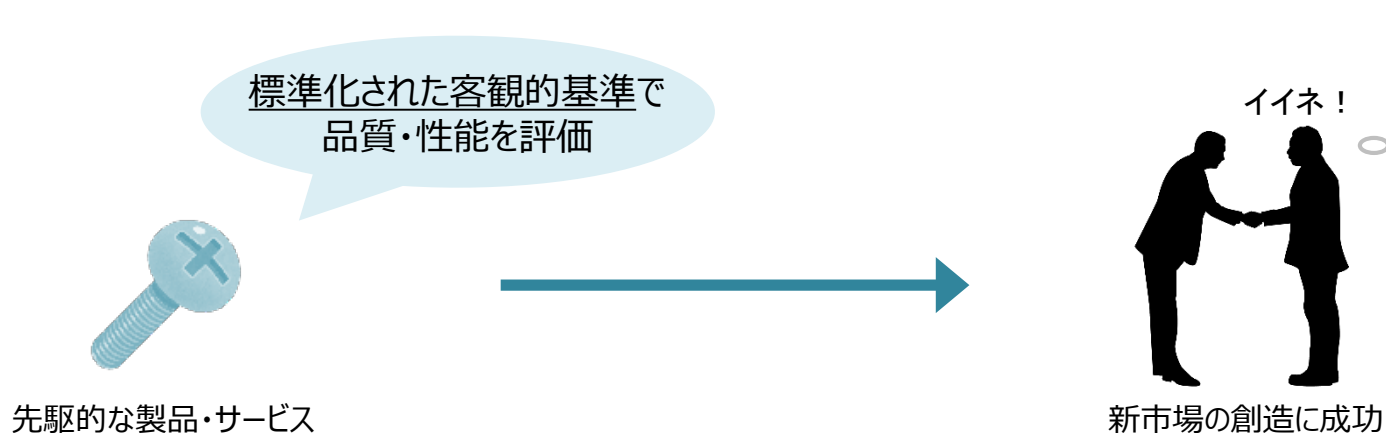 標準化された客観的基準で
品質・性能を評価
イイネ！
先駆的な製品・サービス
新市場の創造に成功